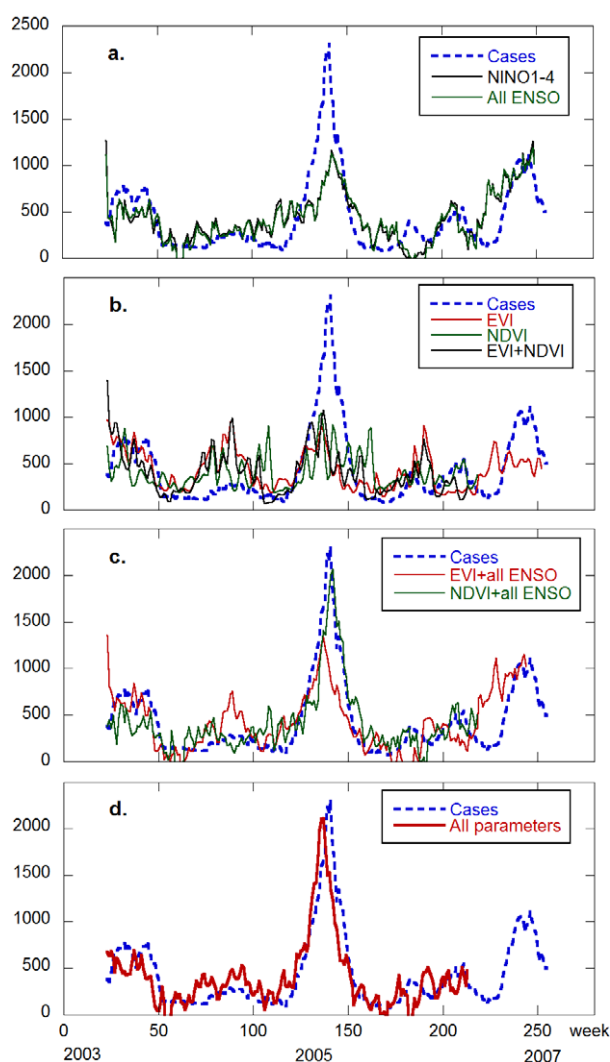 2500
a.
Cases
NINO1-4
All ENSO
2000
1500
1000
500
0
b.
Cases
EVI
NDVI
EVI+NDVI
2000
1500
1000
500
0
c.
Cases
EVI+all ENSO
NDVI+all ENSO
2000
1500
1000
500
0
d.
Cases
All parameters
2000
1500
1000
500
0
0 50 100 150 200 250 week
2003 2005 2007